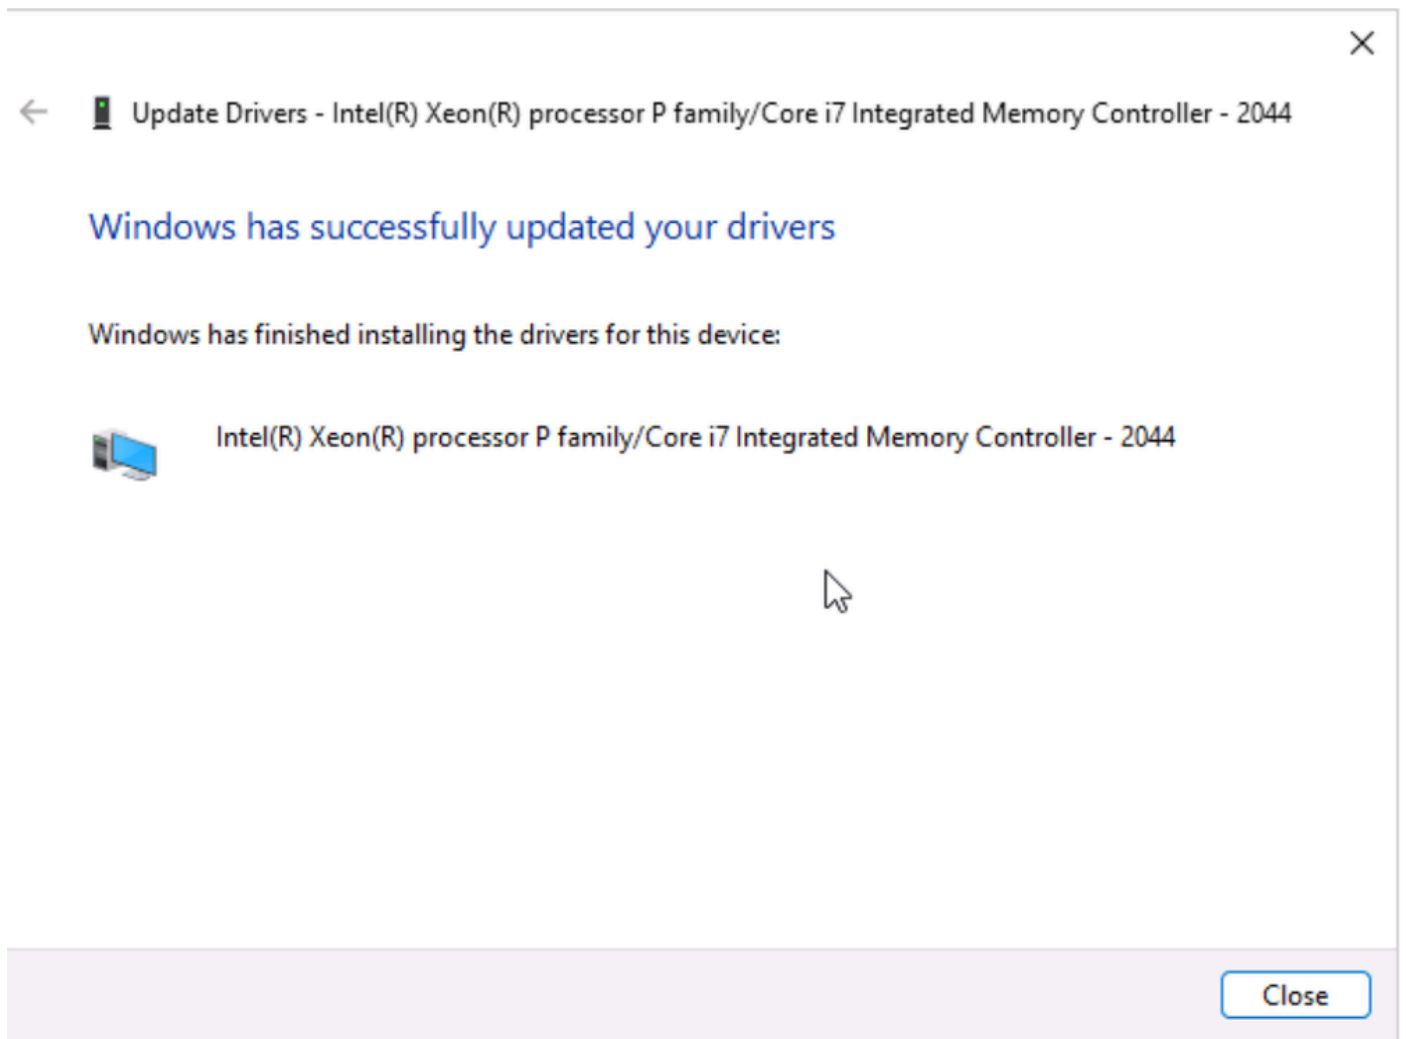 Update Drivers - Intel(R) Xeon(R) processor P family/Core i7 Integrated Memory Controller - 2044
Windows has successfully updated your drivers
Windows has finished installing the drivers for this device:
Intel(R) Xeon(R) processor P family/Core i7 Integrated Memory Controller - 2044
Close